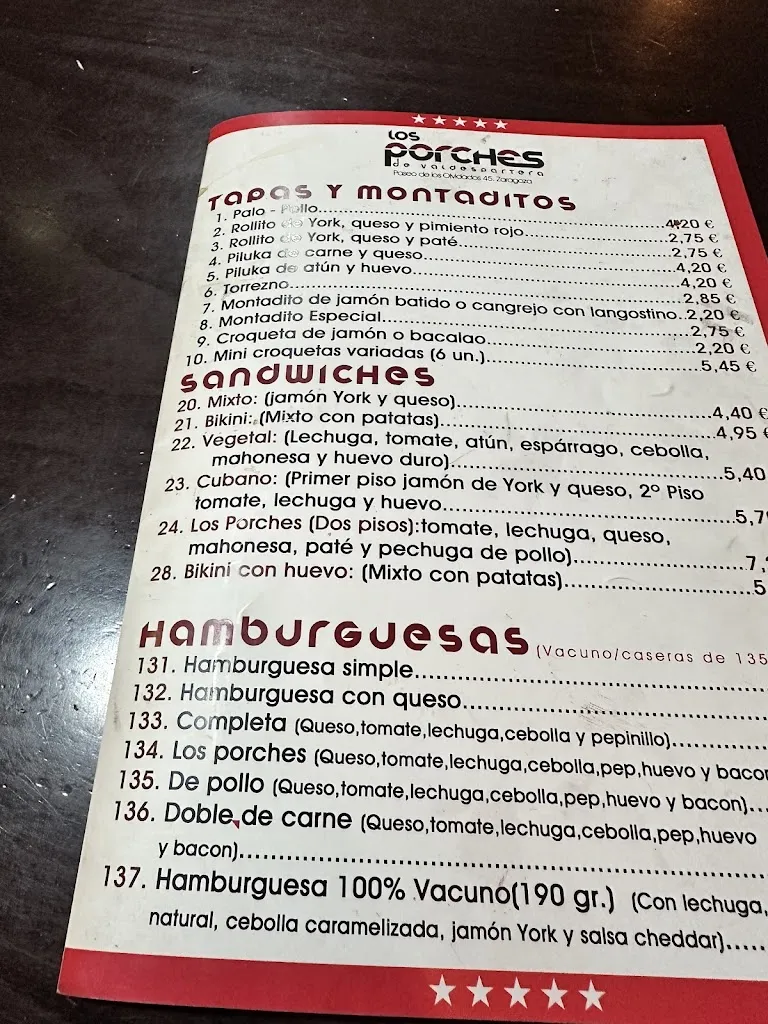 LOS
PORCHES
de valdespartera
Paseo de los Olvidados 45. Zaragoza
TAPAS Y MONTADITOS
1. Palo - Pollo..........4,20 €
2. Rollito de York, queso y pimiento rojo..........2,75 €
3. Rollito de York, queso y paté..........2,75 €
4. Piluka de carne y queso..........4,20 €
5. Piluka de atún y huevo..........4,20 €
6. Torrezno..........2,85 €
7. Montadito de jamón batido o cangrejo con langostino..2,20 €
8. Montadito Especial..........2,75 €
9. Croqueta de jamón o bacalao..........2,20 €
10. Mini croquetas variadas (6 un.)..........5,45 €
SANDWICHES
20. Mixto: (jamón York y queso)..........4,40 €
21. Bikini: (Mixto con patatas)..........4,95 €
22. Vegetal: (Lechuga, tomate, atún, espárrago, cebolla,
mahonesa y huevo duro)..........5,40
23. Cubano: (Primer piso jamón de York y queso, 2º Piso
tomate, lechuga y huevo..........5,7
24. Los Porches (Dos pisos):tomate, lechuga, queso,
mahonesa, paté y pechuga de pollo)..........7,
28. Bikini con huevo: (Mixto con patatas)..........5
HAMBURGUESAS (Vacuno/caseras de 135
131. Hamburguesa simple..........
132. Hamburguesa con queso..........
133. Completa (Queso,tomate,lechuga,cebolla y pepinillo)..........
134. Los porches (Queso,tomate,lechuga,cebolla,pep,huevo y bacon
135. De pollo (Queso,tomate,lechuga,cebolla,pep,huevo y bacon)...
136. Doble de carne (Queso,tomate,lechuga,cebolla,pep,huevo
y bacon)..........
137. Hamburguesa 100% Vacuno(190 gr.) (Con lechuga,
natural, cebolla caramelizada, jamón York y salsa cheddar).....